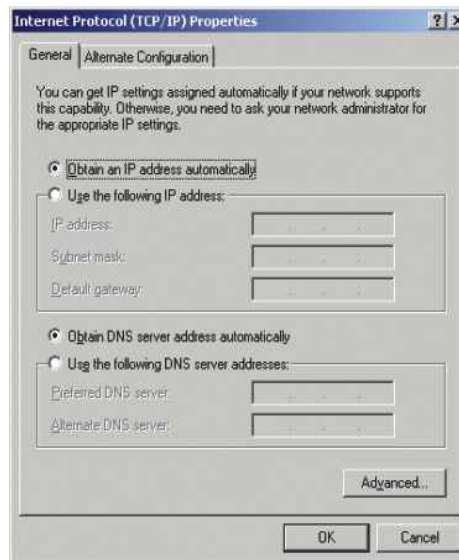 Internet Protocol (TCP/IP) Properties
General
Alternate Configuration
You can get IP settings assigned automatically if your network supports
this capability. Otherwise, you need to ask your network administrator for
the appropriate IP settings.
Obtain an IP address automatically
Use the following IP address:
IP address:
Subnet mask:
Default gateway:
Obtain DNS server address automatically
Use the following DNS server addresses:
Preferred DNS server:
Alternate DNS server:
Advanced...
OK
Cancel